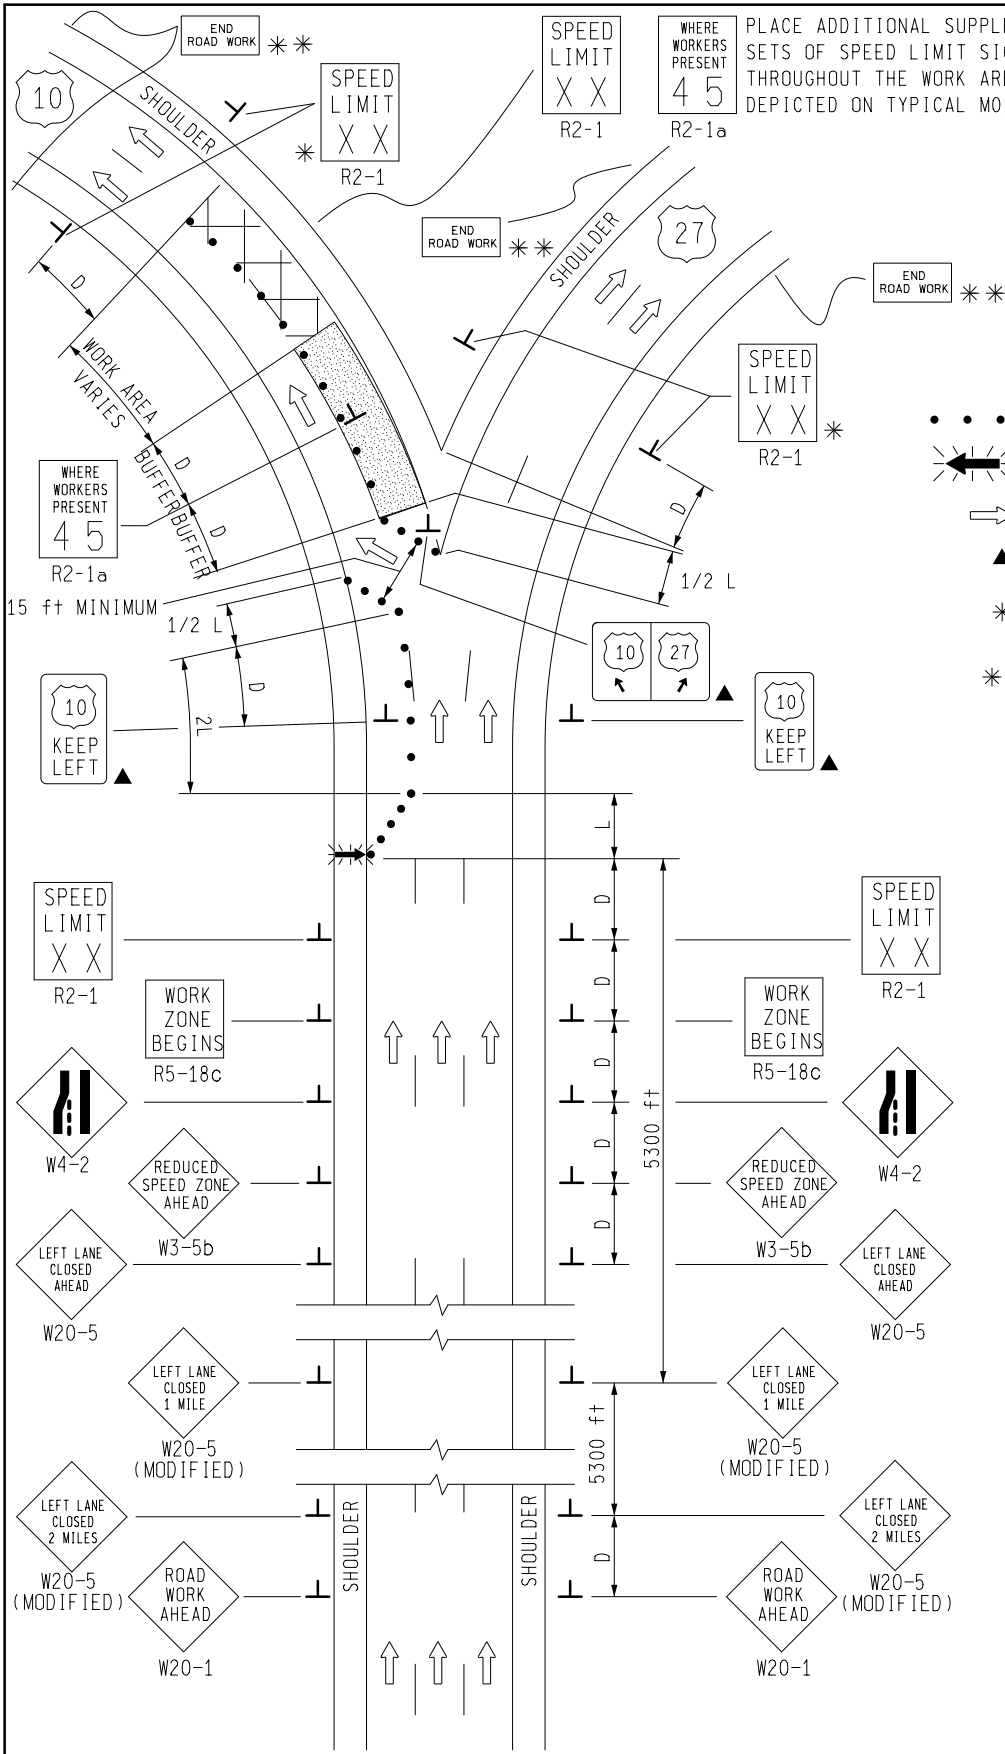 END
ROAD WORK
10
SHOULDER
SPEED
LIMIT
X X
R2-1
SPEED
LIMIT
X X
R2-1
WHERE
WORKERS
PRESENT
45
R2-1a
PLACE ADDITIONAL
SETS OF SPEED LIMIT
THROUGHOUT THE WORK
DEPICTED ON TYPICAL
END
ROAD WORK
SHOULDER
27
END
ROAD WORK
SPEED
LIMIT
X X
R2-1
D
WORK AREA
VARIES
D
BUFFER
BUFFER
D
WHERE
WORKERS
PRESENT
45
R2-1a
15 ft MINIMUM
1/2 L
D
2L
D
1/2 L
10
27
10
KEEP
LEFT
10
KEEP
LEFT
L
SPEED
LIMIT
X X
R2-1
D
SPEED
LIMIT
X X
R2-1
WORK
ZONE
BEGINS
R5-18c
D
WORK
ZONE
BEGINS
R5-18c
W4-2
D
5300 ft
W4-2
REDUCED
SPEED ZONE
AHEAD
W3-5b
D
REDUCED
SPEED ZONE
AHEAD
W3-5b
LEFT LANE
CLOSED
AHEAD
W20-5
D
LEFT LANE
CLOSED
AHEAD
W20-5
LEFT LANE
CLOSED
1 MILE
W20-5
(MODIFIED)
5300 ft
LEFT LANE
CLOSED
1 MILE
W20-5
(MODIFIED)
LEFT LANE
CLOSED
2 MILES
W20-5
(MODIFIED)
SHOULDER
SHOULDER
D
LEFT LANE
CLOSED
2 MILES
W20-5
(MODIFIED)
ROAD
WORK
AHEAD
W20-1
ROAD
WORK
AHEAD
W20-1